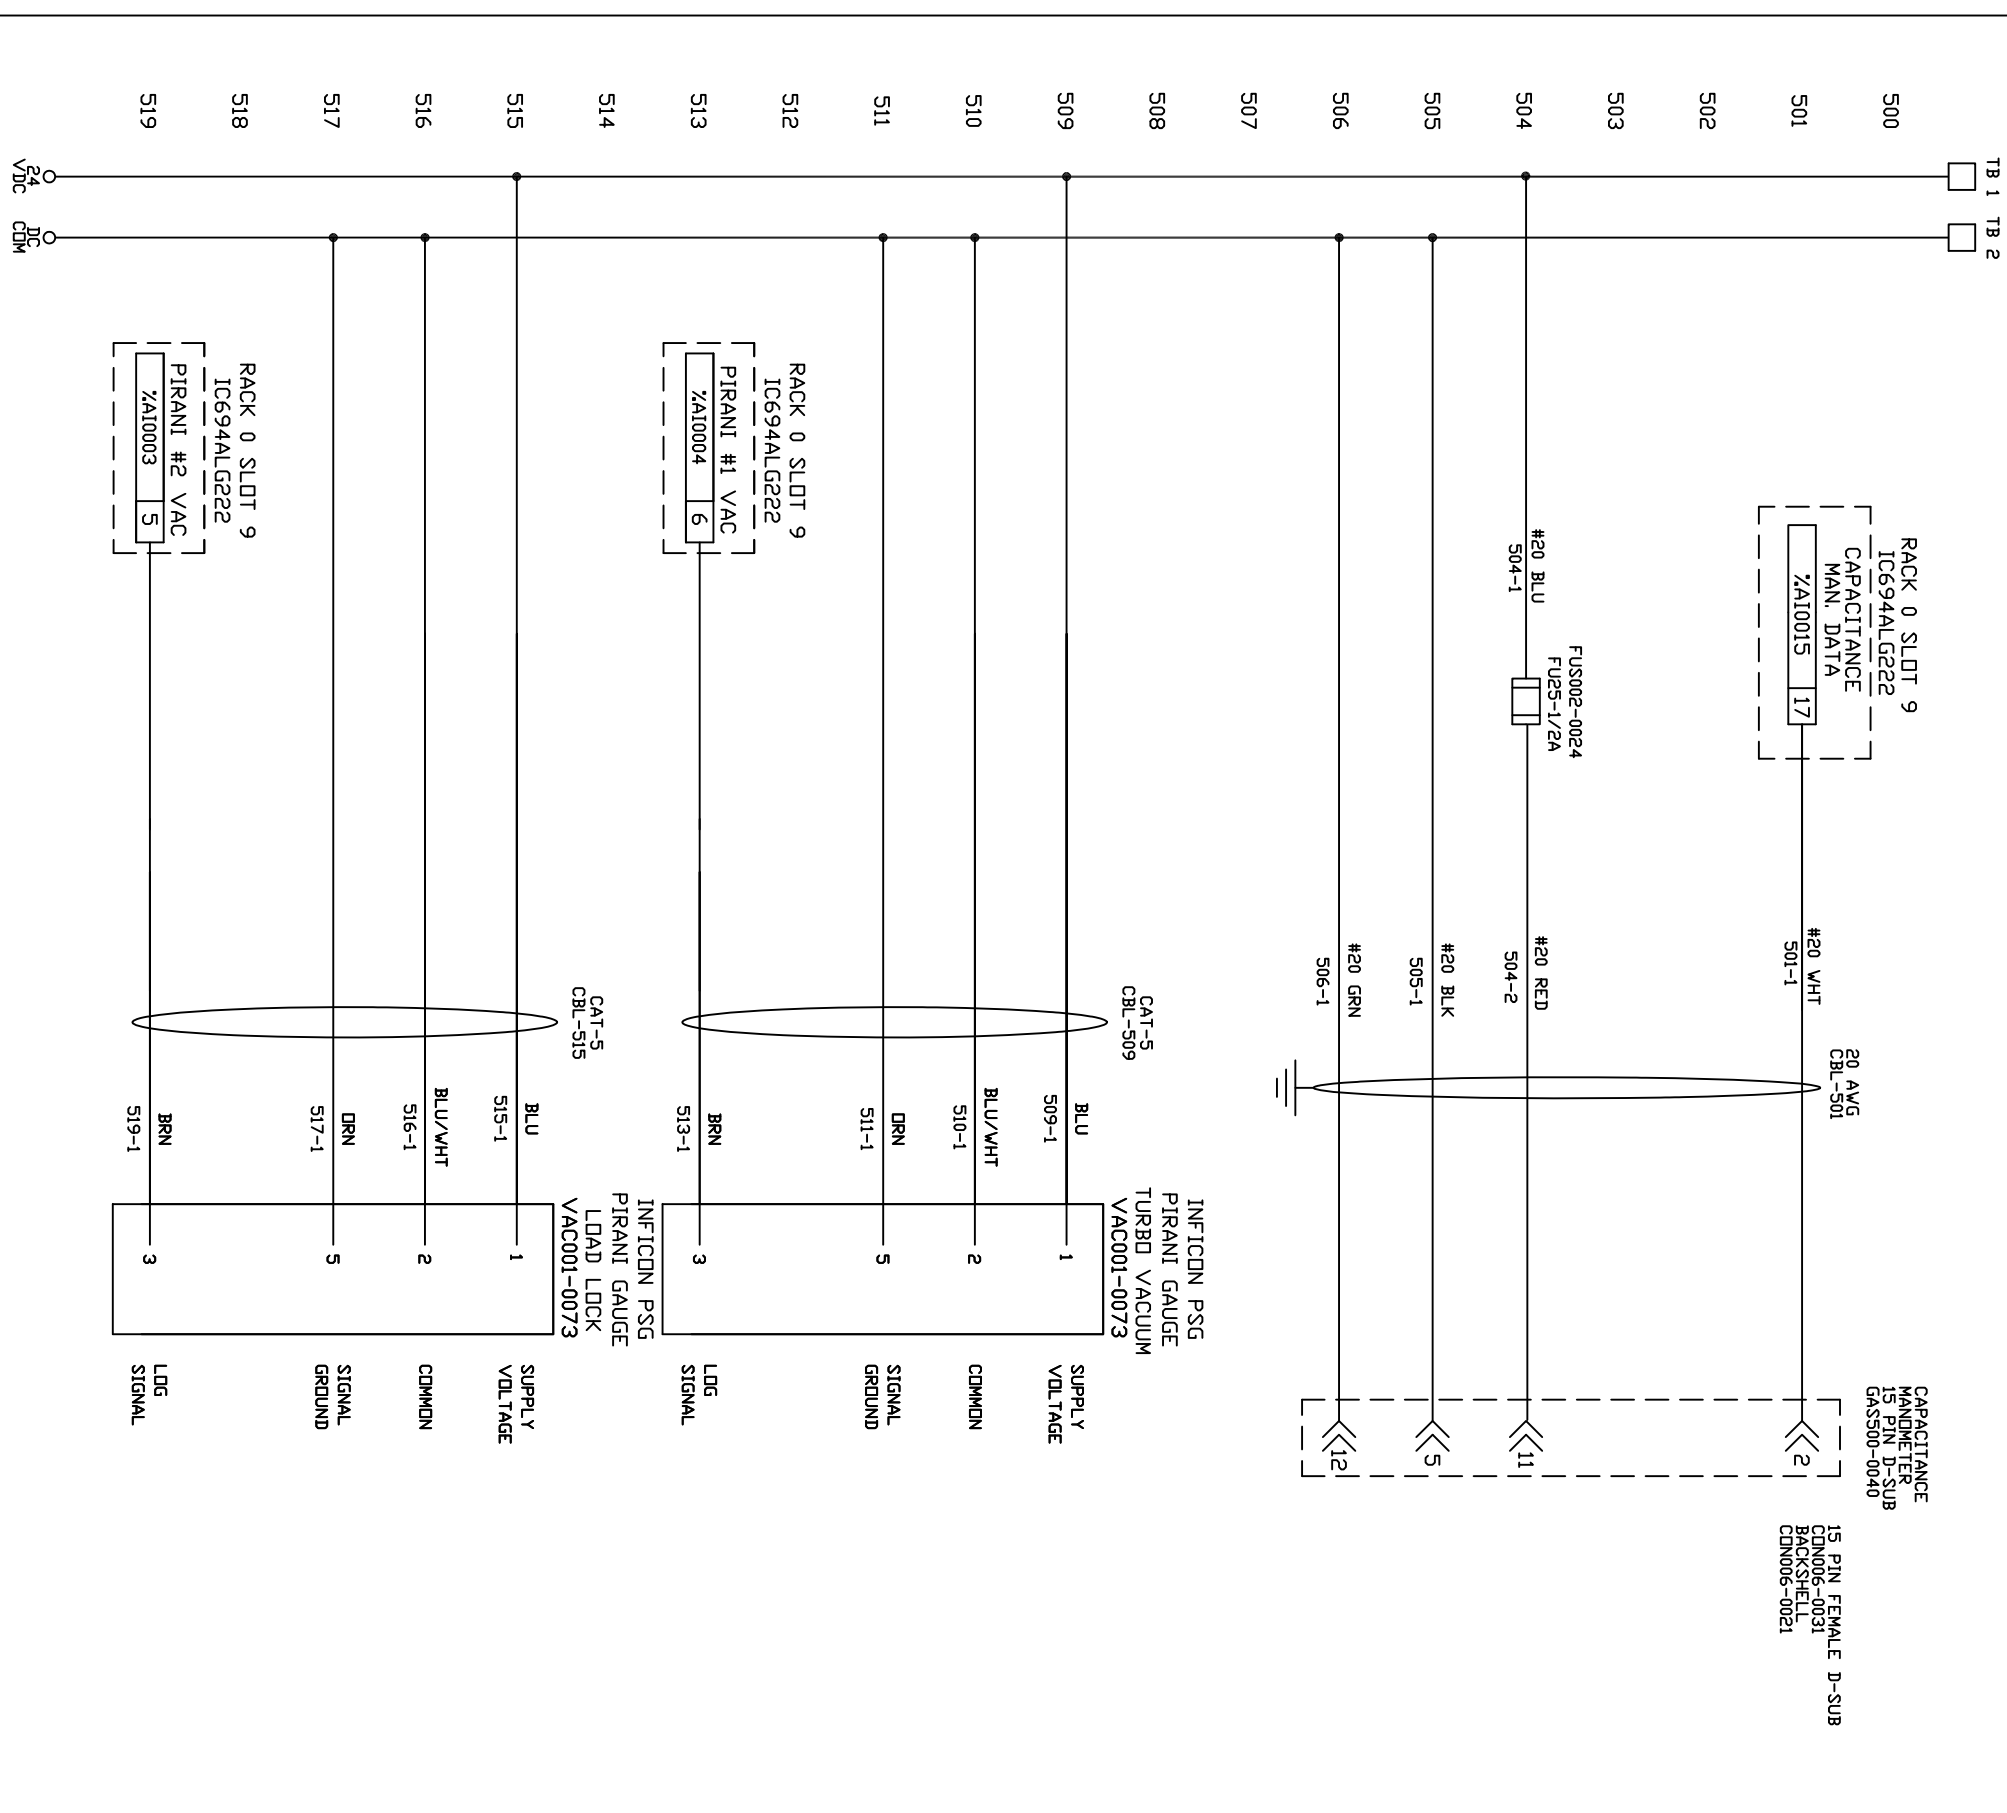 TB 1
TB 2
500
501
502
503
504
505
506
507
508
509
510
511
512
513
514
515
516
517
518
519
RACK 0 SLOT 9
IC694ALG222
CAPACITANCE
MAN. DATA
%AI0015
17
#20 WHT
501-1
20 AWG
CBL-501
CAPACITANCE
MANOMETER
15 PIN D-SUB
GAS500-0040
2
15 PIN FEMALE D-SUB
CON006-0031
BACKSHELL
CON006-0021
#20 BLU
504-1
FUS002-0024
FU25-1/2A
#20 RED
504-2
11
#20 BLK
505-1
5
#20 GRN
506-1
12
INFICON PSG
PIRANI GAUGE
TURBO VACUUM
VAC001-0073
CAT-5
CBL-509
BLU
509-1
1
SUPPLY
VOLTAGE
BLU/WHT
510-1
2
COMMON
ORN
511-1
5
SIGNAL
GROUND
RACK 0 SLOT 9
IC694ALG222
PIRANI #1 VAC
%AI0004
6
BRN
513-1
3
LOG
SIGNAL
INFICON PSG
PIRANI GAUGE
LOAD LOCK
VAC001-0073
CAT-5
CBL-515
BLU
515-1
1
SUPPLY
VOLTAGE
BLU/WHT
516-1
2
COMMON
ORN
517-1
5
SIGNAL
GROUND
RACK 0 SLOT 9
IC694ALG222
PIRANI #2 VAC
%AI0003
5
BRN
519-1
3
LOG
SIGNAL
24
VDC
DC
COM